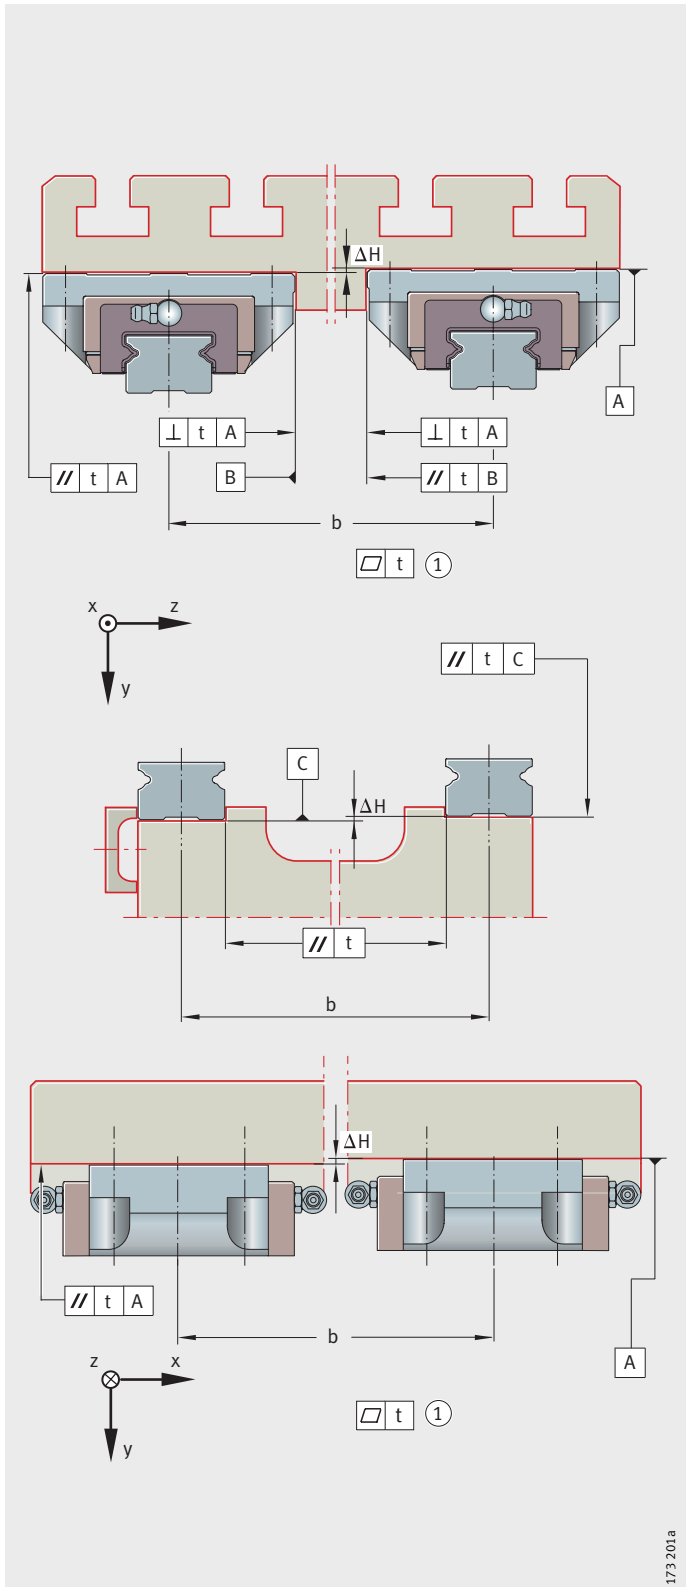 ΔH
A
⊥ t A
⊥ t A
// t A
B
// t B
b
⏥ t 1
x z
y
// t C
C
ΔH
// t
b
ΔH
// t A
b
A
z x
y
⏥ t 1
173 201a